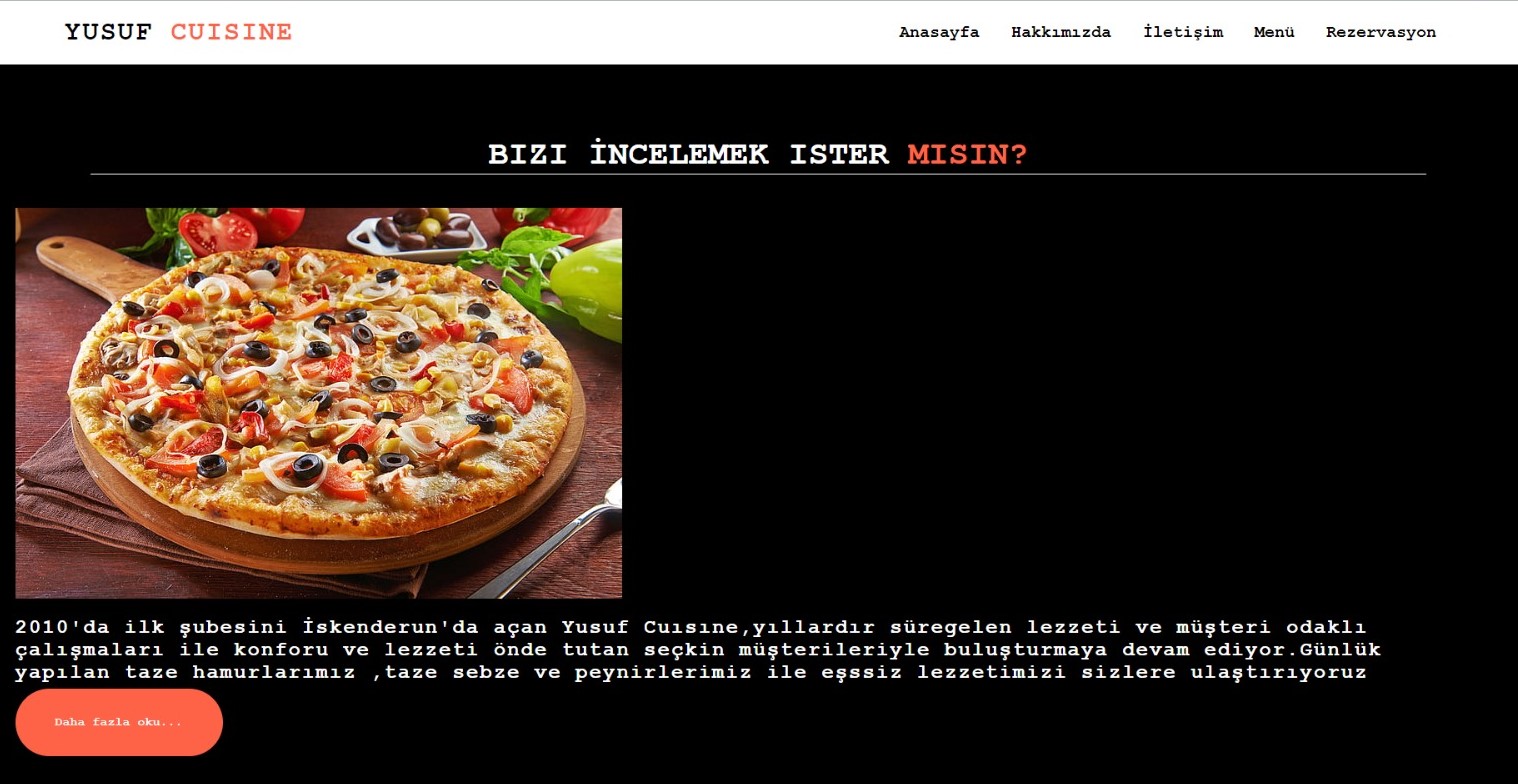 YUSUF CUISINE
Anasayfa Hakkımızda İletişim Menü Rezervasyon
BIZI İNCELEMEK ISTER MISIN?
2010'da ilk şubesini İskenderun'da açan Yusuf Cuısıne,yıllardır süregelen lezzeti ve müşteri odaklı
çalışmaları ile konforu ve lezzeti önde tutan seçkin müşterileriyle buluşturmaya devam ediyor.Günlük
yapılan taze hamurlarımız ,taze sebze ve peynirlerimiz ile eşssiz lezzetimizi sizlere ulaştırıyoruz
Daha fazla oku...